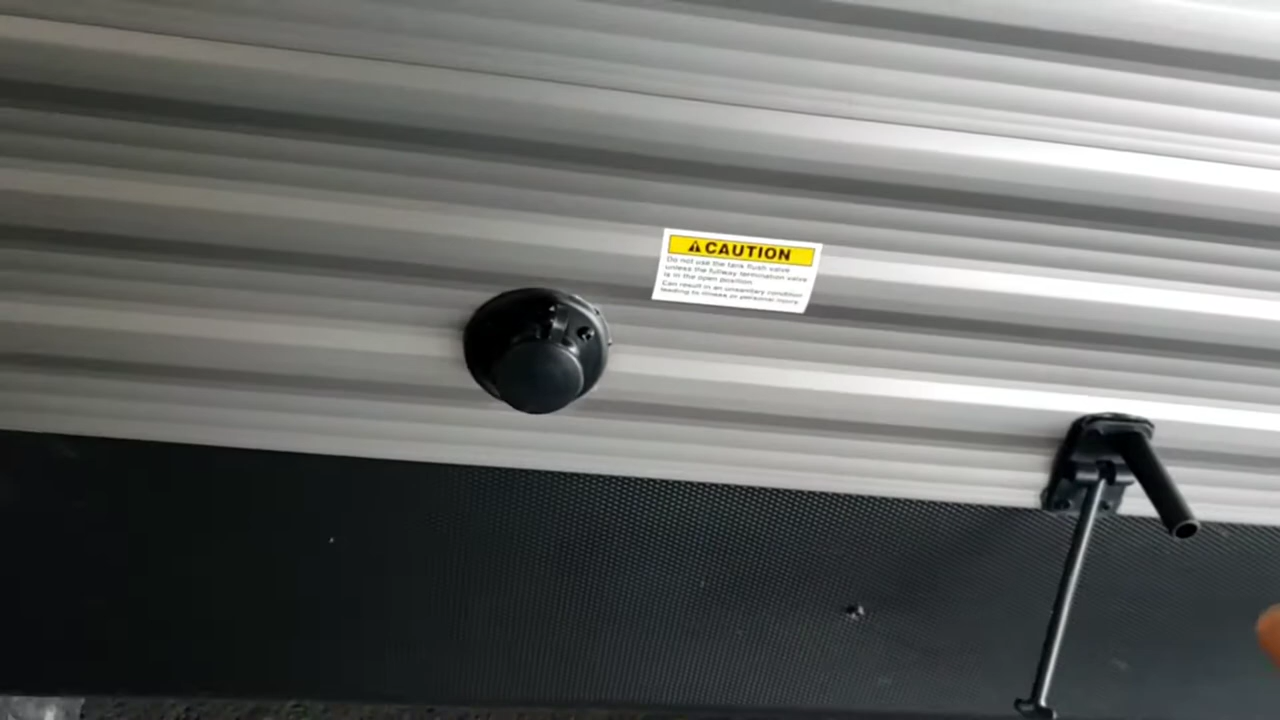 CAUTION
Do not use the tank flush valve
unless the fullway termination valve
is in the open position.
Can result in an unsanitary condition
leading to illness or personal injury.